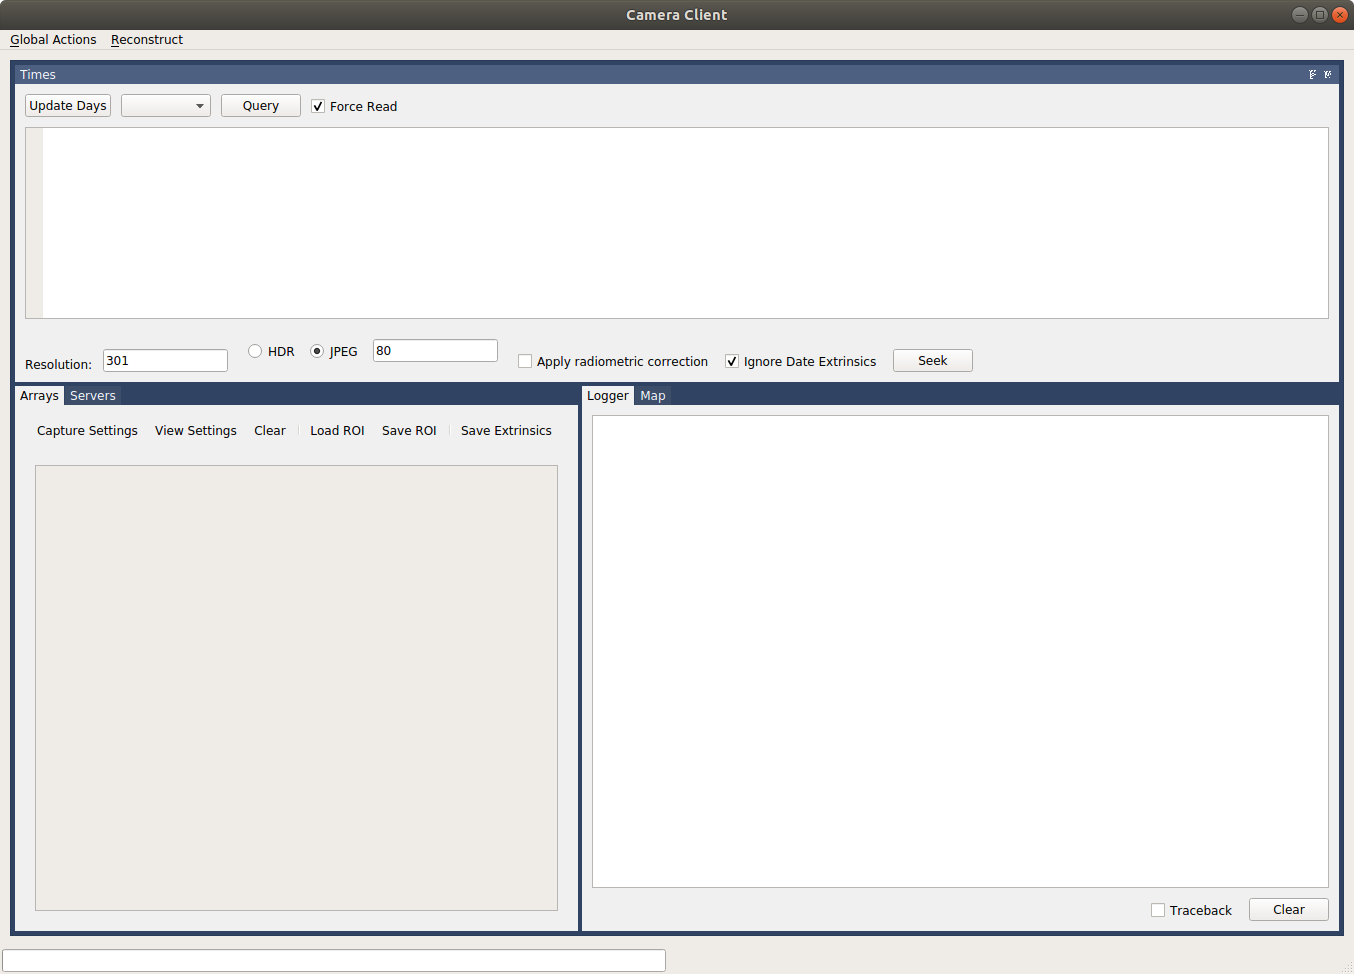 Camera Client
Global Actions Reconstruct
Times
Update Days Query Force Read
Resolution: 301 HDR JPEG 80 Apply radiometric correction Ignore Date Extrinsics Seek
Arrays Servers
Capture Settings View Settings Clear Load ROI Save ROI Save Extrinsics
Logger Map
Traceback Clear